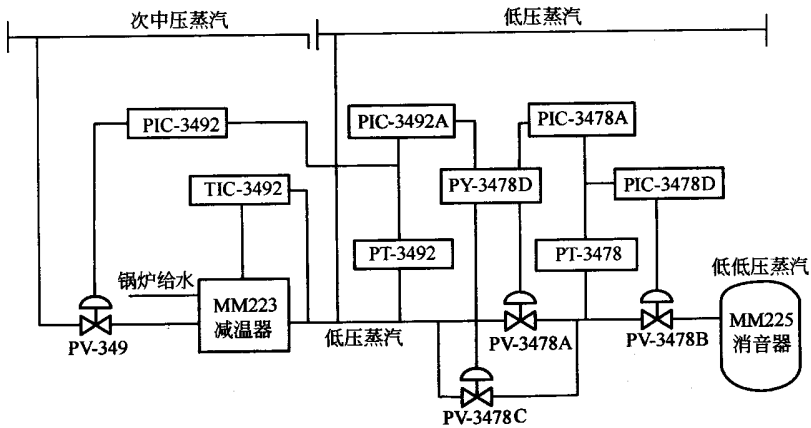 次中压蒸汽
低压蒸汽
PIC-3492
PIC-3492A
PIC-3478A
TIC-3492
PY-3478D
PIC-3478D
PT-3492
PT-3478
锅炉给水
低低压蒸汽
MM223
减温器
低压蒸汽
PV-349
PV-3478A
PV-3478B
MM225
消音器
PV-3478C